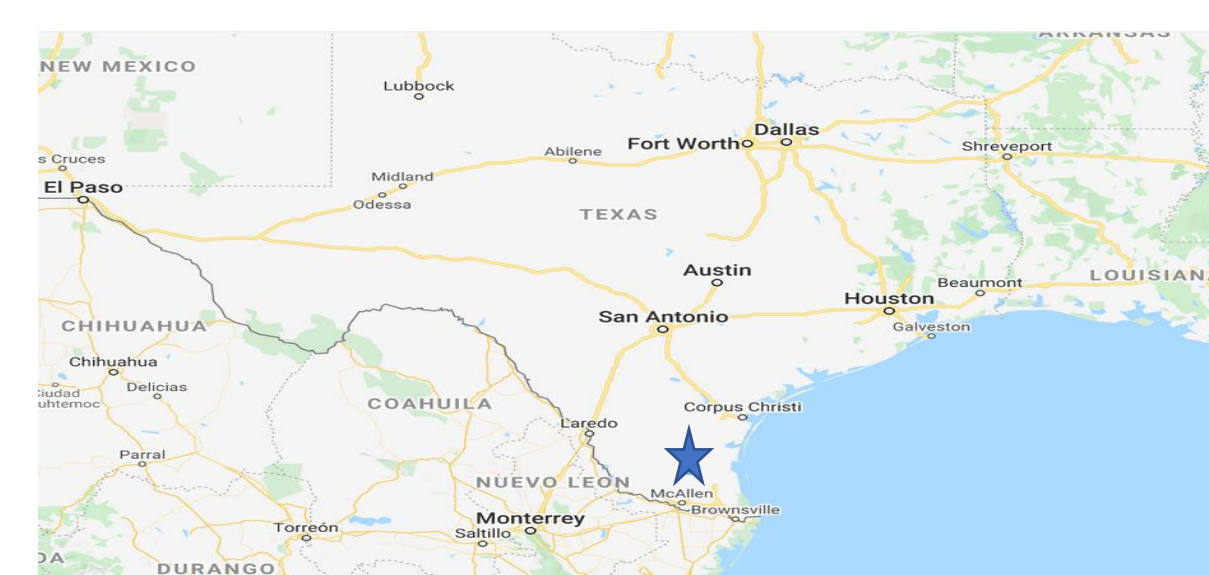 ARKANSAS
NEW MEXICO
Lubbock
Dallas
Fort Worth
Abilene
Shreveport
s Cruces
Midland
El Paso
Odessa
TEXAS
Austin
LOUISIAN
Beaumont
Houston
San Antonio
CHIHUAHUA
Galveston
Chihuahua
Delicias
Ciudad
uhtemoc
COAHUILA
Corpus Christi
Laredo
Parral
NUEVO LEON
McAllen
Brownsville
Monterrey
Torreón
Saltillo
DURANGO